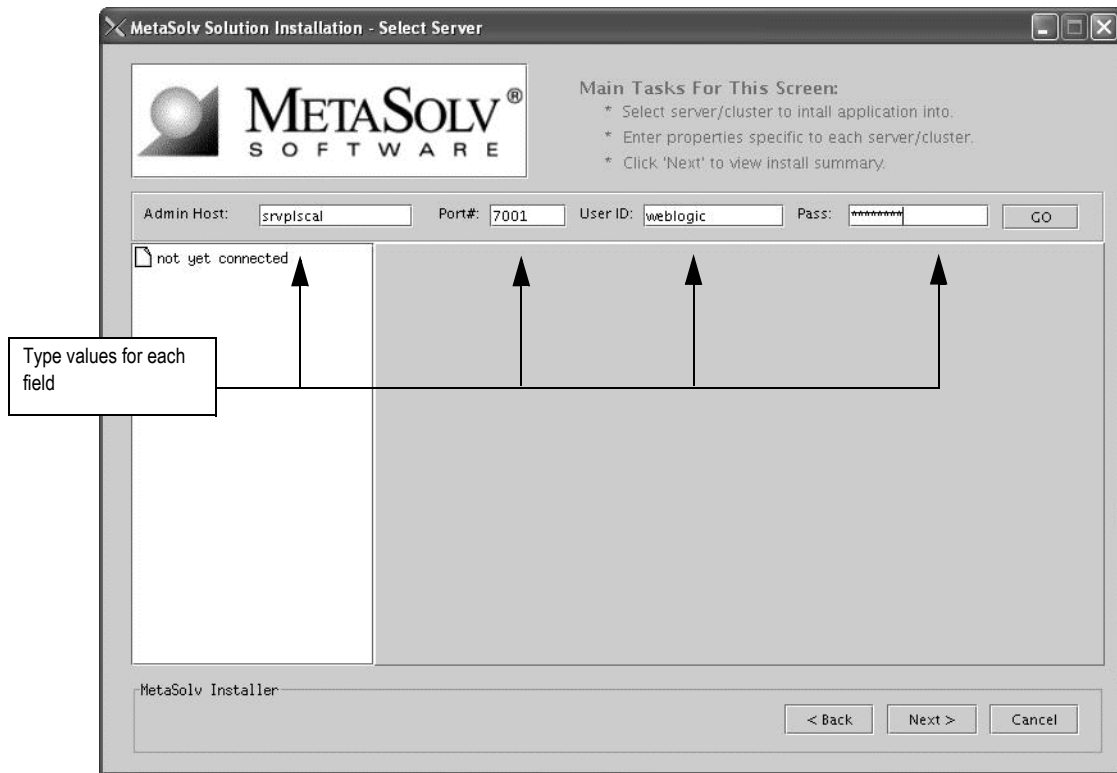 MetaSolv Solution Installation - Select Server
METASOLV®
SOFTWARE
Main Tasks For This Screen:
* Select server/cluster to intall application into.
* Enter properties specific to each server/cluster.
* Click 'Next' to view install summary.
Admin Host: srvplscal Port#: 7001 User ID: weblogic Pass: ******** GO
not yet connected
Type values for each
field
MetaSolv Installer
< Back Next > Cancel